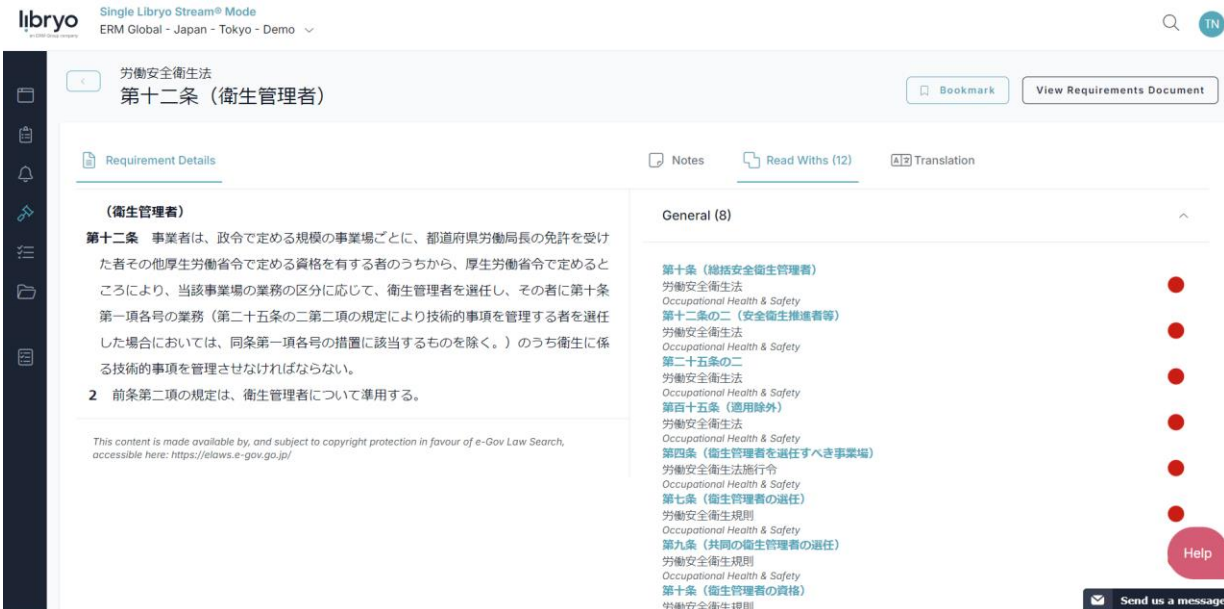 libryo
an ERM Group company
Single Libryo Stream® Mode
ERM Global - Japan - Tokyo - Demo
TN
労働安全衛生法
第十二条（衛生管理者）
Bookmark
View Requirements Document
Requirement Details
Notes
Read Withs (12)
Translation
（衛生管理者）
第十二条　事業者は、政令で定める規模の事業場ごとに、都道府県労働局長の免許を受け
た者その他厚生労働省令で定める資格を有する者のうちから、厚生労働省令で定めると
ころにより、当該事業場の業務の区分に応じて、衛生管理者を選任し、その者に第十条
第一項各号の業務（第二十五条の二第二項の規定により技術的事項を管理する者を選任
した場合においては、同条第一項各号の措置に該当するものを除く。）のうち衛生に係
る技術的事項を管理させなければならない。
2　前条第二項の規定は、衛生管理者について準用する。
This content is made available by, and subject to copyright protection in favour of e-Gov Law Search,
accessible here: https://elaws.e-gov.go.jp/
General (8)
第十条（総括安全衛生管理者）
労働安全衛生法
Occupational Health & Safety
第十二条の二（安全衛生推進者等）
労働安全衛生法
Occupational Health & Safety
第二十五条の二
労働安全衛生法
Occupational Health & Safety
第百十五条（適用除外）
労働安全衛生法
Occupational Health & Safety
第四条（衛生管理者を選任すべき事業場）
労働安全衛生法施行令
Occupational Health & Safety
第七条（衛生管理者の選任）
労働安全衛生規則
Occupational Health & Safety
第九条（共同の衛生管理者の選任）
労働安全衛生規則
Occupational Health & Safety
第十条（衛生管理者の資格）
労働安全衛生規則
Help
Send us a message